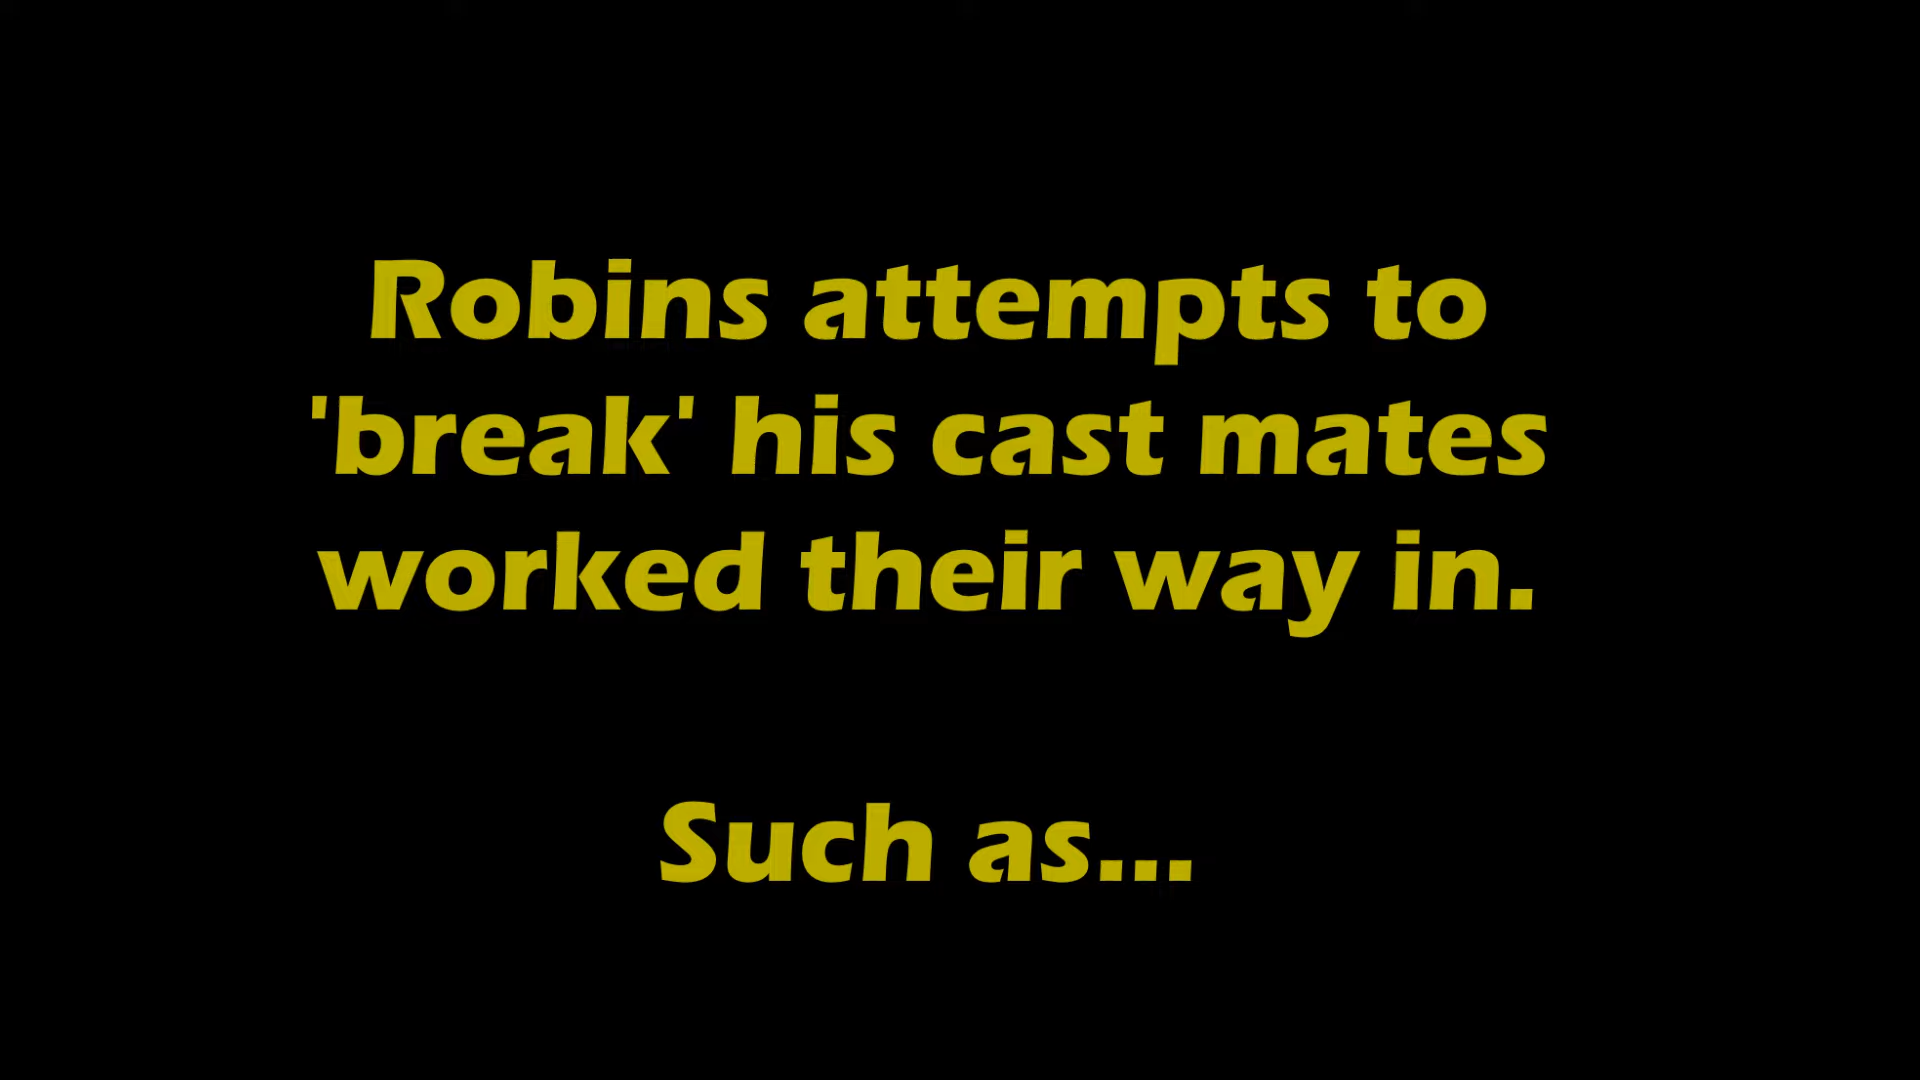 Robins attempts to
'break' his cast mates
worked their way in.
Such as...